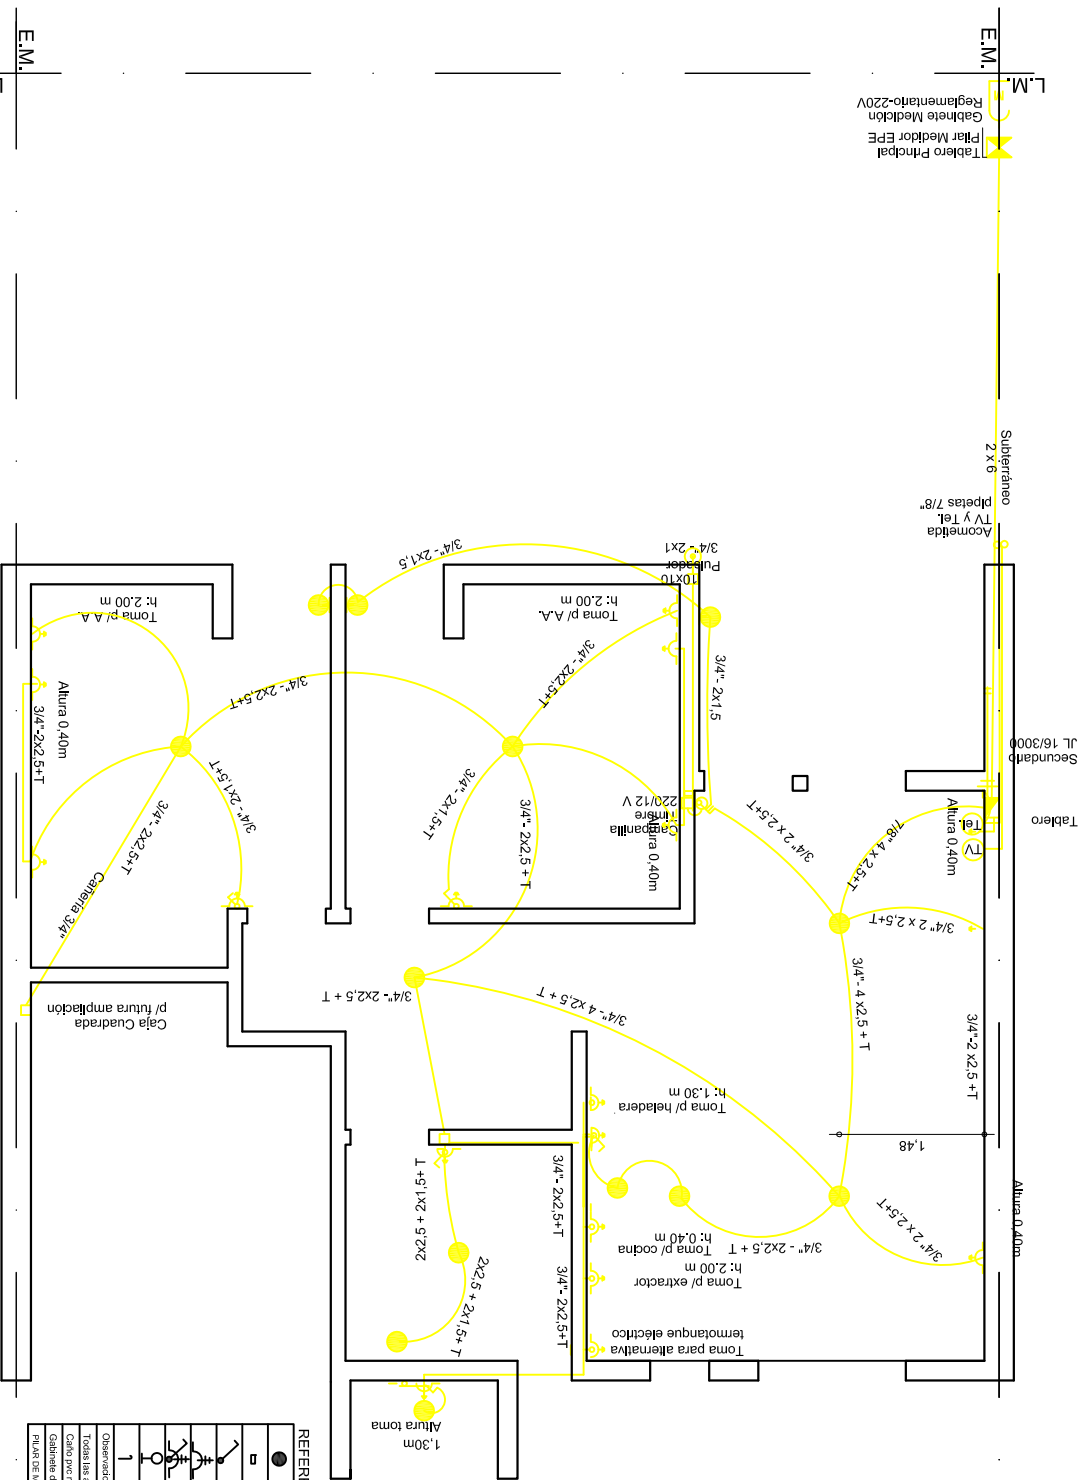 E.M.
E.M.
L.M.
Gabinete Medición
Reglamentario-220V
Tablero Principal
Pilar Medidor EPE
Subterráneo
2 x 6
Acometida
TV y Tel.
pipetas 7/8"
3/4" - 2x1,5
3/4" - 2x1
Pulsador
10x10
Toma p/ A.A.
h: 2.00 m
Toma p/ A.A.
h: 2.00 m
3/4" - 2x2,5+T
3/4" - 2x2,5+T
3/4"- 2x1,5
Altura 0,40m
3/4"-2x2,5+T
Secundario
JL 16/3000
Tablero
3/4" - 2x1,5+T
3/4" - 2x1,5+T
3/4"- 2x2,5 + T
Campanilla
Timbre
220/12 V
Altura 0,40m
3/4" 2 x 2,5+T
7/8" 4 x 2,5+T
Altura 0,40m
Tel.
TV
3/4" - 2x2,5+T
Cañería 3/4"
3/4" 2 x 2,5+T
Caja Cuadrada
p/ futura ampliación
3/4"- 2x2,5 + T
3/4" - 4 x2,5 + T
3/4"- 4 x2,5 + T
3/4"-2 x2,5 +T
Toma p/ heladera
h: 1.30 m
1,48
2x2,5 + 2x1,5+ T
3/4"- 2x2,5+T
Toma p/ cocina
h: 0.40 m
3/4" - 2x2,5 + T
3/4" 2 x 2,5+T
Altura 0,40m
Toma p/ extractor
h: 2.00 m
2x2,5 + 2x1,5+ T
3/4"- 2x2,5+T
Toma para alternativa
termotanque eléctrico
Altura toma
1,30m
REFERE
Observacio
Todas las a
Caño pvc r
Gabinete d
PILAR DE M